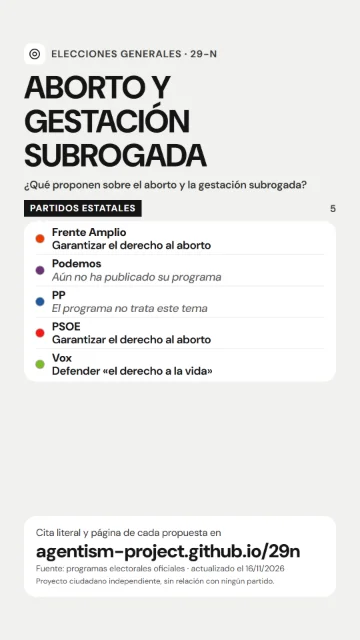 ELECCIONES GENERALES · 29-N
ABORTO Y
GESTACIÓN
SUBROGADA
¿Qué proponen sobre el aborto y la gestación subrogada?
PARTIDOS ESTATALES 5
Frente Amplio
Garantizar el derecho al aborto
Podemos
Aún no ha publicado su programa
PP
El programa no trata este tema
PSOE
Garantizar el derecho al aborto
Vox
Defender «el derecho a la vida»
Cita literal y página de cada propuesta en
agentism-project.github.io/29n
Fuente: programas electorales oficiales · actualizado el 16/11/2026
Proyecto ciudadano independiente, sin relación con ningún partido.